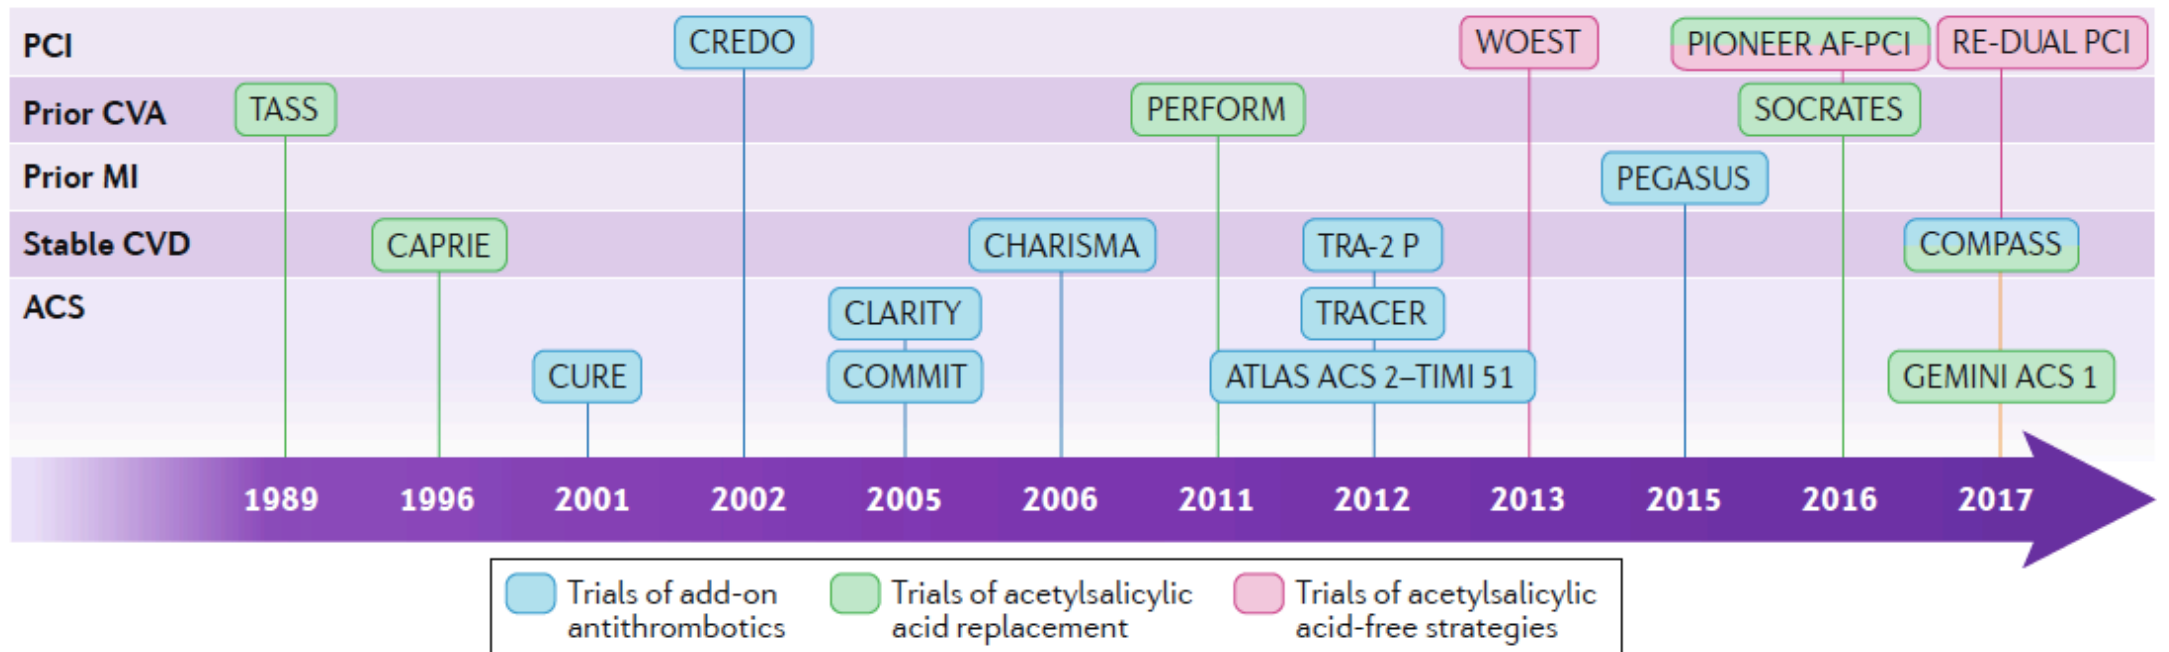 PCI
CREDO
WOEST
PIONEER AF-PCI
RE-DUAL PCI
Prior CVA
TASS
PERFORM
SOCRATES
Prior MI
PEGASUS
Stable CVD
CAPRIE
CHARISMA
TRA-2 P
COMPASS
ACS
CLARITY
TRACER
CURE
COMMIT
ATLAS ACS 2–TIMI 51
GEMINI ACS 1
1989
1996
2001
2002
2005
2006
2011
2012
2013
2015
2016
2017
Trials of add-on
antithrombotics
Trials of acetylsalicylic
acid replacement
Trials of acetylsalicylic
acid-free strategies